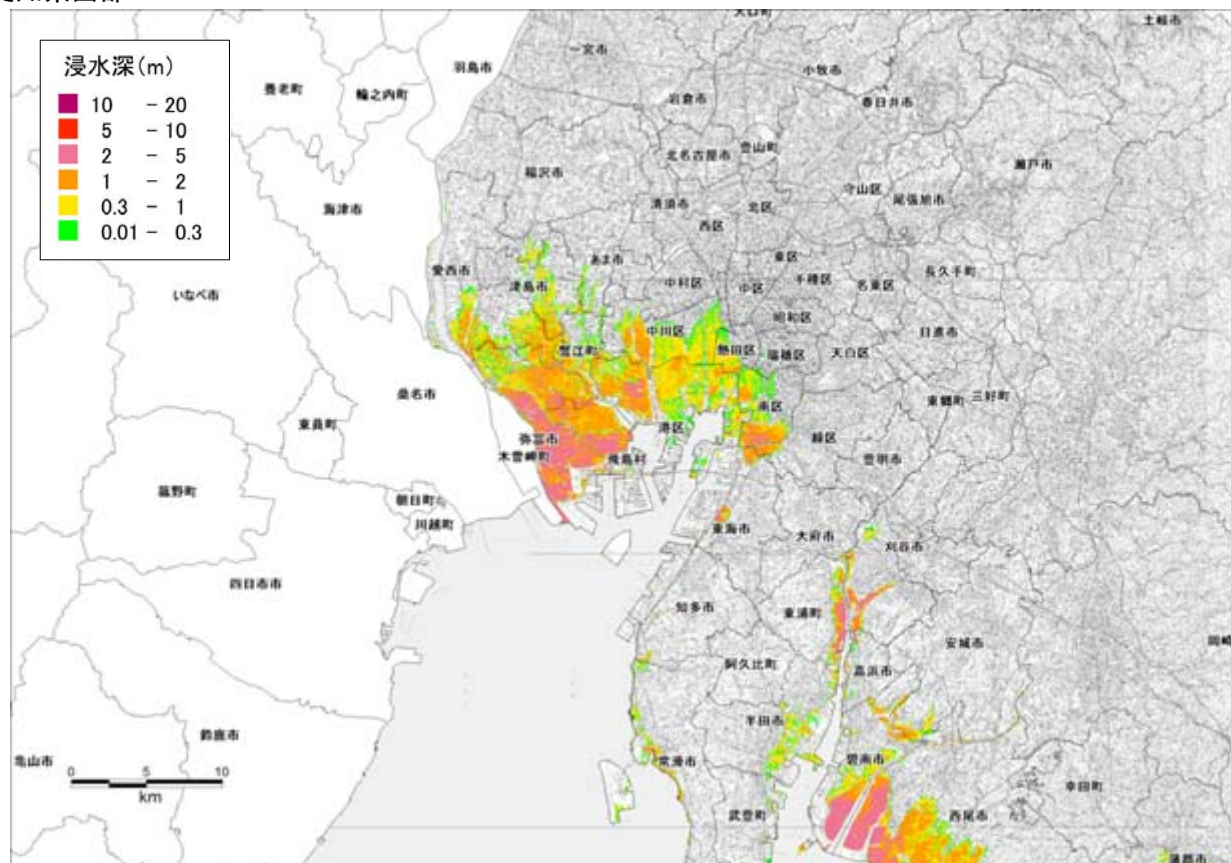 浸水深(m)
10 - 20
5 - 10
2 - 5
1 - 2
0.3 - 1
0.01 - 0.3
土岐市
一宮市
羽島市
小牧市
養老町
輪之内町
岩倉市
春日井市
北名古屋市
豊山町
瀬戸市
稲沢市
守山区
尾張旭市
海津市
清須市
北区
西区
あま市
東区
愛西市
長久手町
津島市
中村区
中区
千種区
名東区
いなべ市
昭和区
中川区
日進市
蟹江町
熱田区
瑞穂区
天白区
桑名市
東郷町
三好町
南区
東員町
港区
緑区
弥富市
木曽岬町
飛島村
豊明市
菰野町
朝日町
川越町
東海市
大府市
刈谷市
四日市市
知多市
東浦町
安城市
岡崎
阿久比町
高浜市
半田市
鈴鹿市
亀山市
常滑市
碧南市
幸田町
0 5 10
km
武豊町
西尾市
蒲郡市